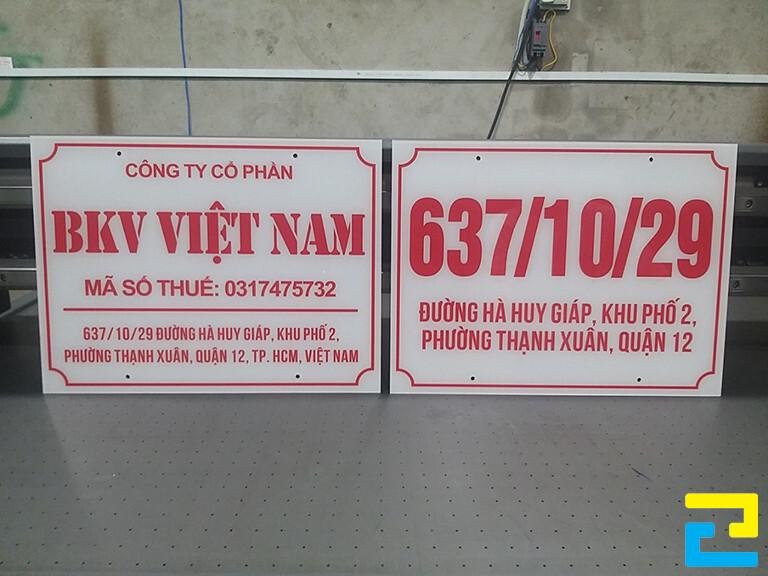 CÔNG TY CỔ PHẦN
BKV VIỆT NAM
MÃ SỐ THUẾ: 0317475732
637/10/29 ĐƯỜNG HÀ HUY GIÁP, KHU PHỐ 2,
PHƯỜNG THẠNH XUÂN, QUẬN 12, TP. HCM, VIỆT NAM
637/10/29
ĐƯỜNG HÀ HUY GIÁP, KHU PHỐ 2,
PHƯỜNG THẠNH XUÂN, QUẬN 12